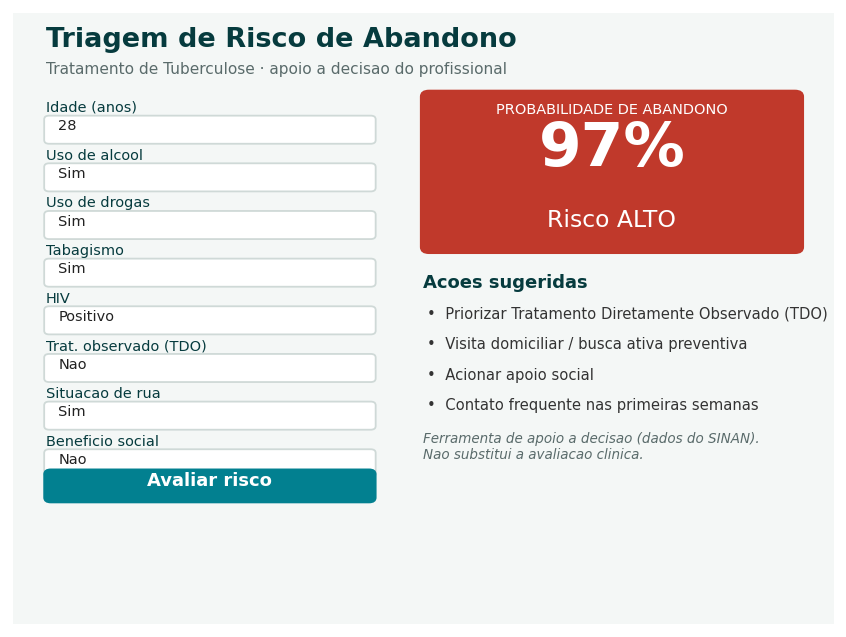 Triagem de Risco de Abandono
Tratamento de Tuberculose · apoio a decisao do profissional
Idade (anos)
28
Uso de alcool
Sim
Uso de drogas
Sim
Tabagismo
Sim
HIV
Positivo
Trat. observado (TDO)
Nao
Situacao de rua
Sim
Beneficio social
Nao
Avaliar risco
PROBABILIDADE DE ABANDONO
97%
Risco ALTO
Acoes sugeridas
• Priorizar Tratamento Diretamente Observado (TDO)
• Visita domiciliar / busca ativa preventiva
• Acionar apoio social
• Contato frequente nas primeiras semanas
Ferramenta de apoio a decisao (dados do SINAN).
Nao substitui a avaliacao clinica.